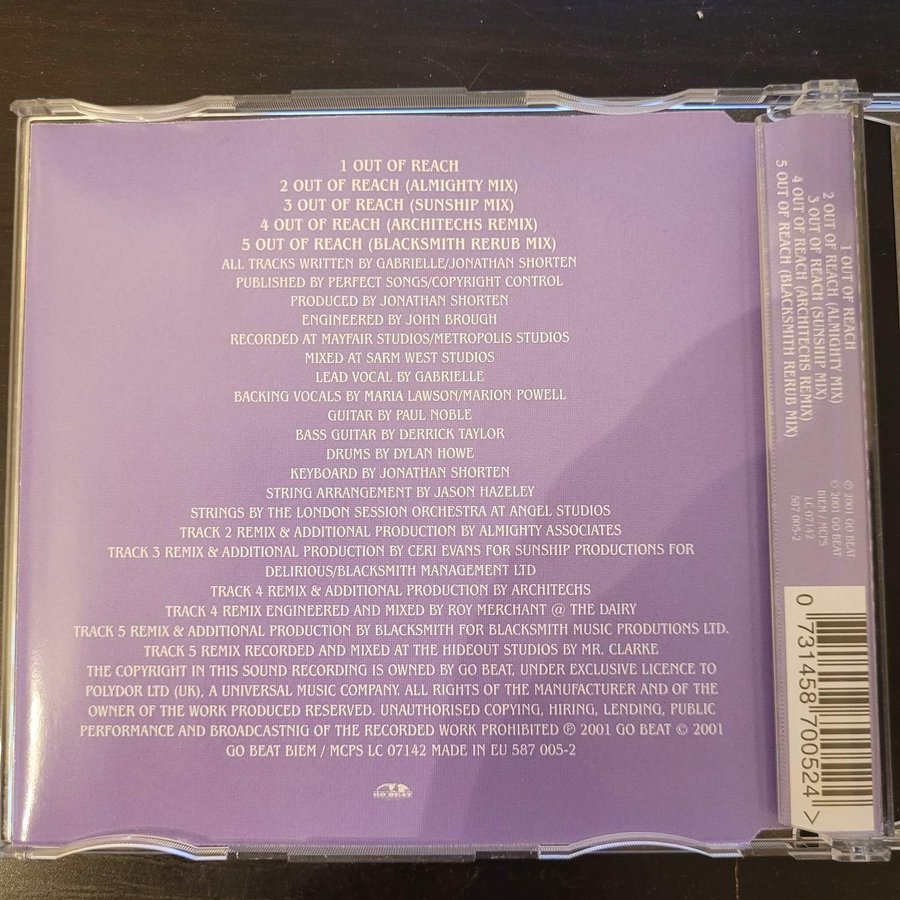 1 OUT OF REACH
2 OUT OF REACH (ALMIGHTY MIX)
3 OUT OF REACH (SUNSHIP MIX)
4 OUT OF REACH (ARCHITECHS REMIX)
5 OUT OF REACH (BLACKSMITH RERUB MIX)
ALL TRACKS WRITTEN BY GABRIELLE/JONATHAN SHORTEN
PUBLISHED BY PERFECT SONGS/COPYRIGHT CONTROL
PRODUCED BY JONATHAN SHORTEN
ENGINEERED BY JOHN BROUGH
RECORDED AT MAYFAIR STUDIOS/METROPOLIS STUDIOS
MIXED AT SARM WEST STUDIOS
LEAD VOCAL BY GABRIELLE
BACKING VOCALS BY MARIA LAWSON/MARION POWELL
GUITAR BY PAUL NOBLE
BASS GUITAR BY DERRICK TAYLOR
DRUMS BY DYLAN HOWE
KEYBOARD BY JONATHAN SHORTEN
STRING ARRANGEMENT BY JASON HAZELEY
STRINGS BY THE LONDON SESSION ORCHESTRA AT ANGEL STUDIOS
TRACK 2 REMIX & ADDITIONAL PRODUCTION BY ALMIGHTY ASSOCIATES
TRACK 3 REMIX & ADDITIONAL PRODUCTION BY CERI EVANS FOR SUNSHIP PRODUCTIONS FOR
DELIRIOUS/BLACKSMITH MANAGEMENT LTD
TRACK 4 REMIX & ADDITIONAL PRODUCTION BY ARCHITECHS
TRACK 4 REMIX ENGINEERED AND MIXED BY ROY MERCHANT @ THE DAIRY
TRACK 5 REMIX & ADDITIONAL PRODUCTION BY BLACKSMITH FOR BLACKSMITH MUSIC PRODUTIONS LTD.
TRACK 5 REMIX RECORDED AND MIXED AT THE HIDEOUT STUDIOS BY MR. CLARKE
THE COPYRIGHT IN THIS SOUND RECORDING IS OWNED BY GO BEAT, UNDER EXCLUSIVE LICENCE TO
POLYDOR LTD (UK), A UNIVERSAL MUSIC COMPANY. ALL RIGHTS OF THE MANUFACTURER AND OF THE
OWNER OF THE WORK PRODUCED RESERVED. UNAUTHORISED COPYING, HIRING, LENDING, PUBLIC
PERFORMANCE AND BROADCASTNIG OF THE RECORDED WORK PROHIBITED ℗ 2001 GO BEAT © 2001
GO BEAT BIEM / MCPS LC 07142 MADE IN EU 587 005-2
GO BEAT
1 OUT OF REACH
2 OUT OF REACH (ALMIGHTY MIX)
3 OUT OF REACH (SUNSHIP MIX)
4 OUT OF REACH (ARCHITECHS REMIX)
5 OUT OF REACH (BLACKSMITH RERUB MIX)
℗ 2001 GO BEAT
© 2001 GO BEAT
BIEM / MCPS
LC 07142
587 005-2
0 731458 700524 >